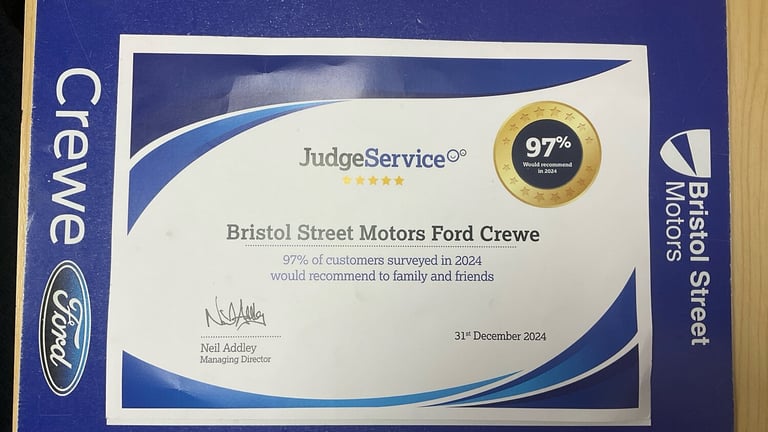 Crewe
Ford
JudgeService
97%
Would recommend
in 2024
Bristol Street Motors Ford Crewe
97% of customers surveyed in 2024
would recommend to family and friends
Neil Addley
Managing Director
31st December 2024
Bristol Street
Motors